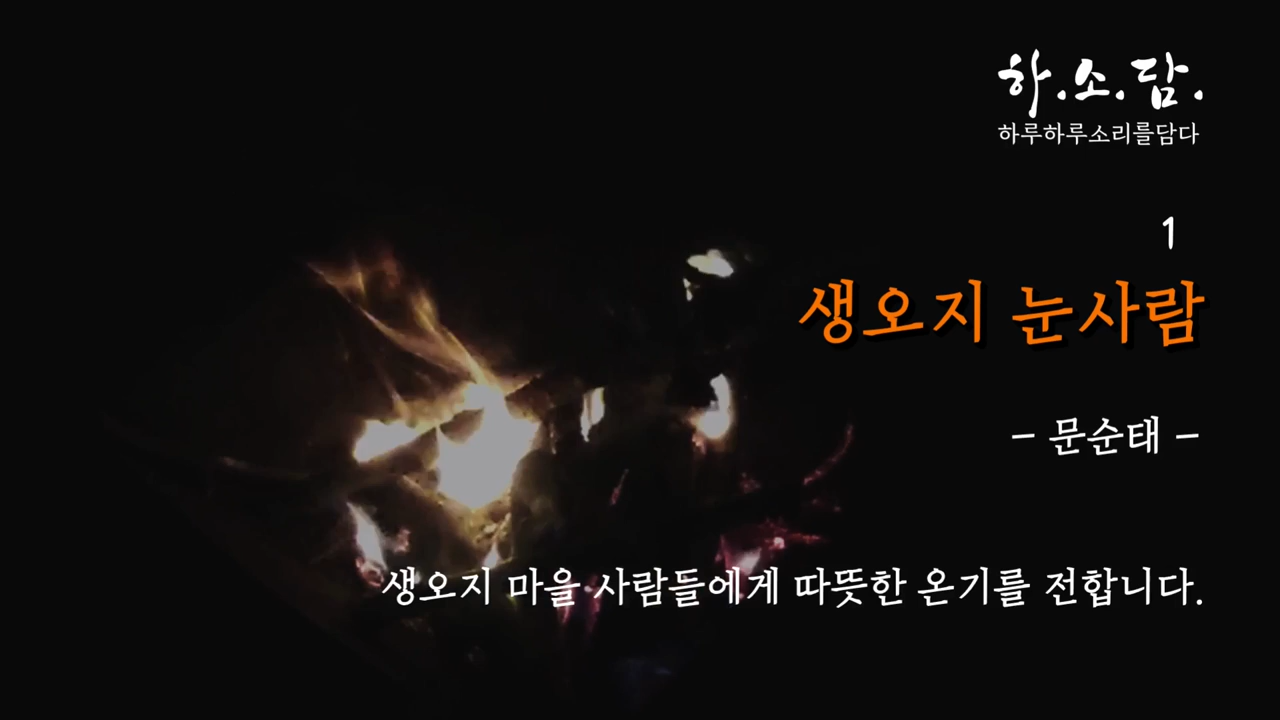 하.소.담.
하루하루소리를담다
1
생오지 눈사람
– 문순태 –
생오지 마을 사람들에게 따뜻한 온기를 전합니다.